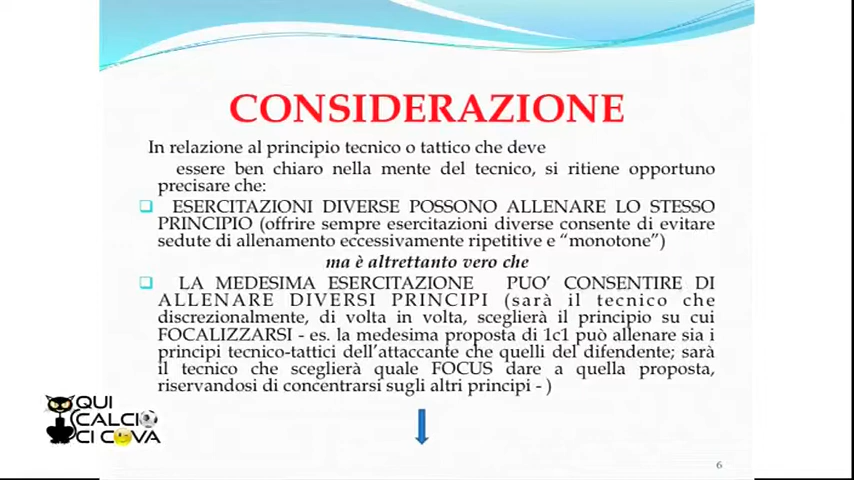 CONSIDERAZIONE
In relazione al principio tecnico o tattico che deve
essere ben chiaro nella mente del tecnico, si ritiene opportuno
precisare che:
ESERCITAZIONI DIVERSE POSSONO ALLENARE LO STESSO
PRINCIPIO (offrire sempre esercitazioni diverse consente di evitare
sedute di allenamento eccessivamente ripetitive e “monotone”)
ma è altrettanto vero che
LA MEDESIMA ESERCITAZIONE PUO’ CONSENTIRE DI
ALLENARE DIVERSI PRINCIPI (sarà il tecnico che
discrezionalmente, di volta in volta, sceglierà il principio su cui
FOCALIZZARSI - es. la medesima proposta di 1c1 può allenare sia i
principi tecnico-tattici dell’attaccante che quelli del difendente; sarà
il tecnico che sceglierà quale FOCUS dare a quella proposta,
riservandosi di concentrarsi sugli altri principi - )
QUI
CALCIO
CI COVA
6